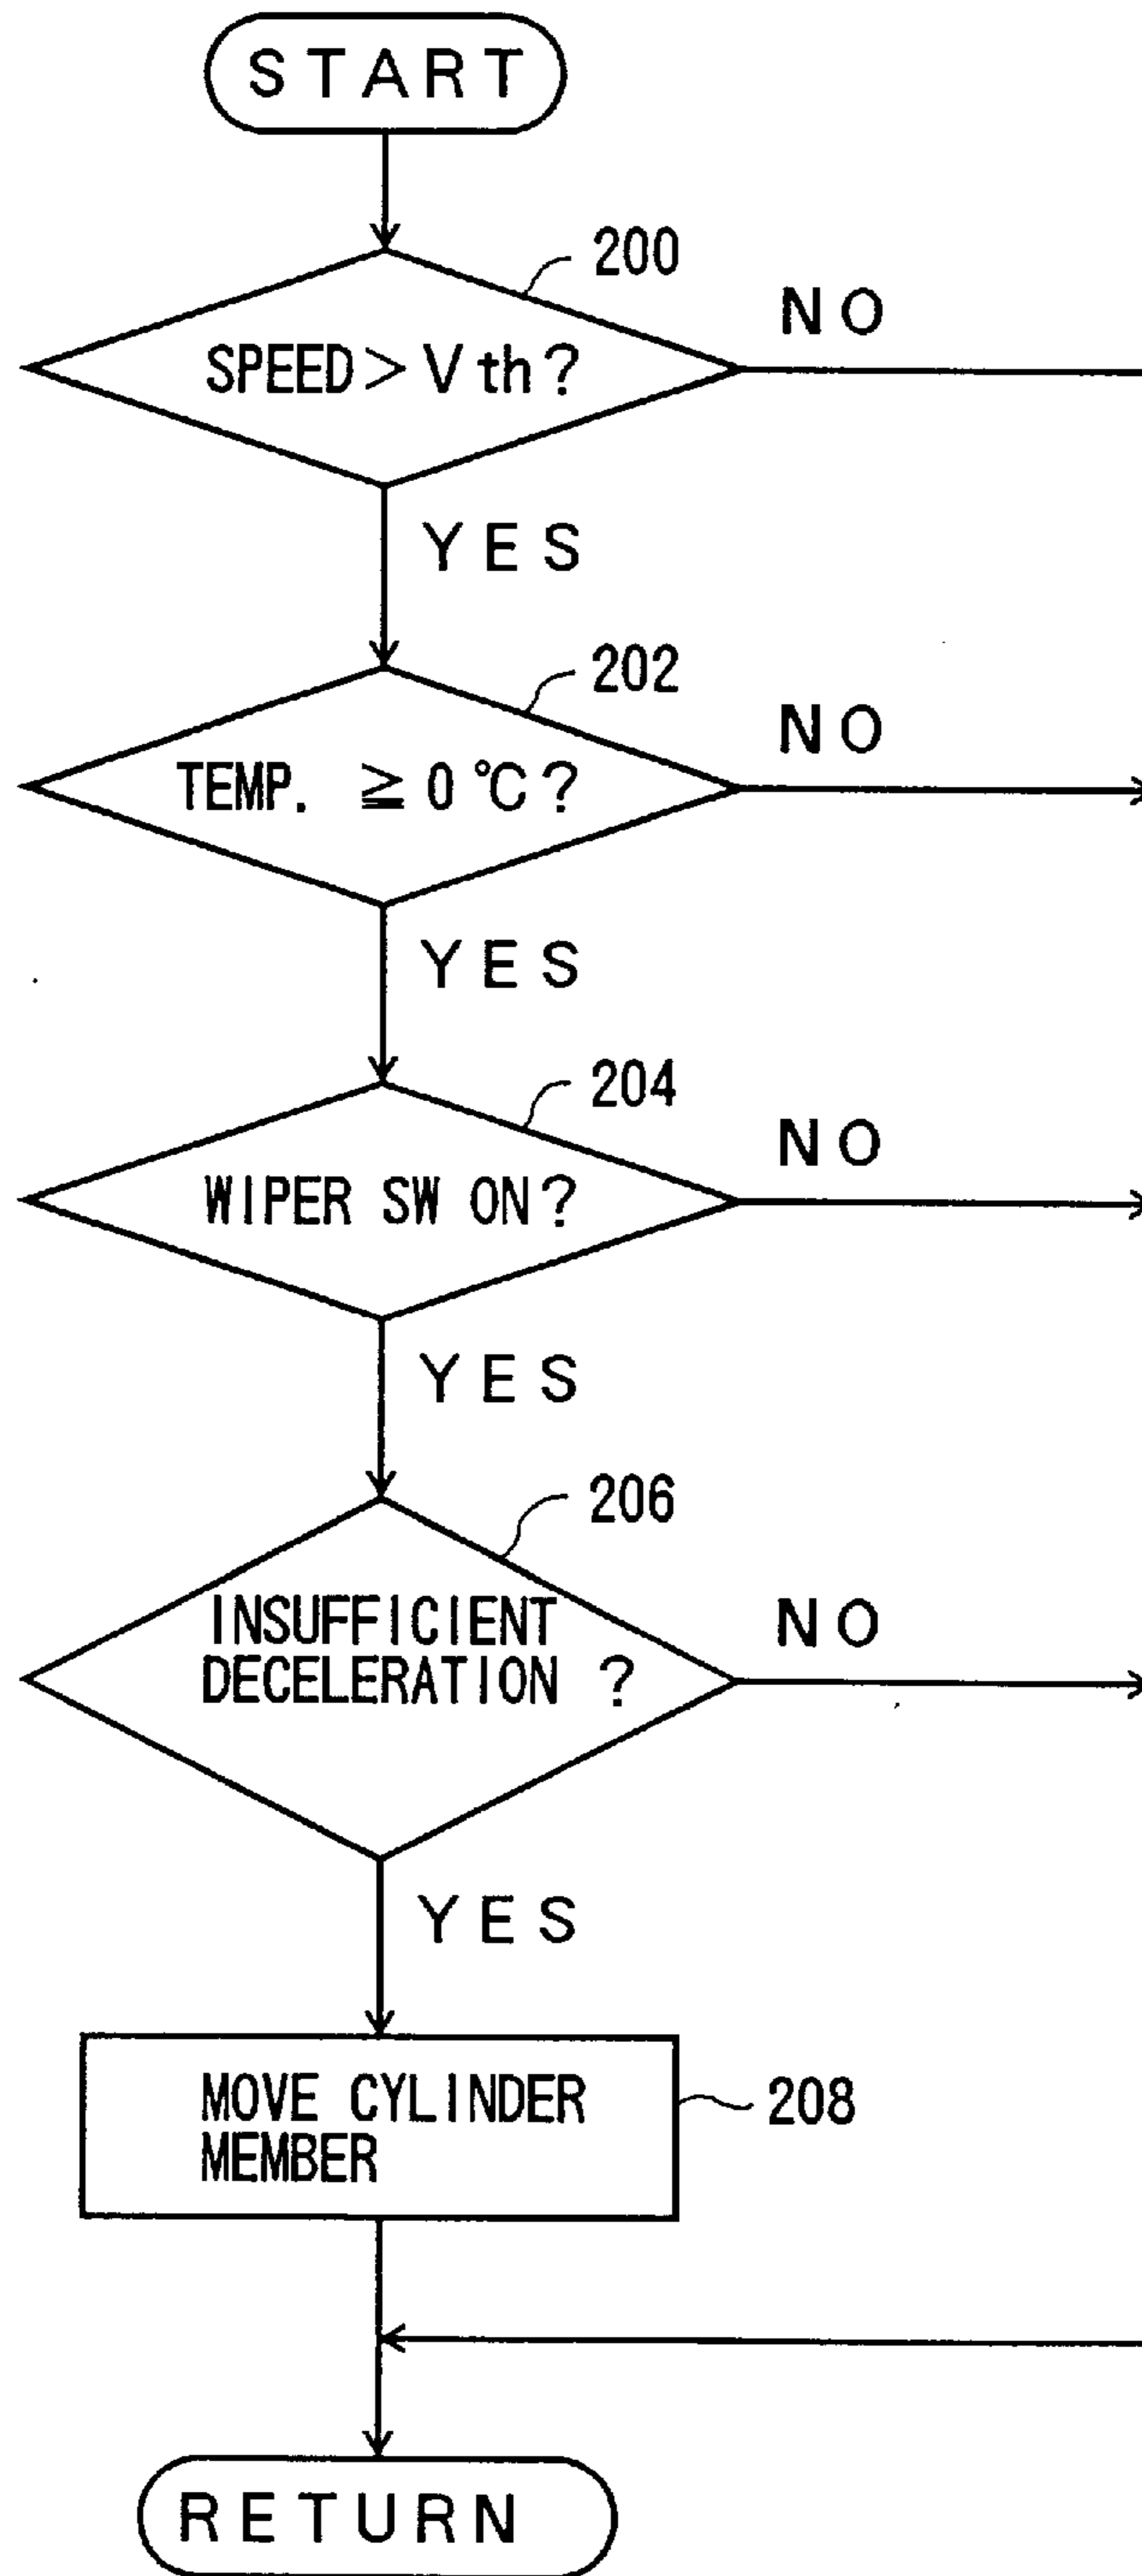 START
200
NO
SPEED > Vth?
YES
202
NO
TEMP. ≧ 0℃?
YES
204
NO
WIPER SW ON?
YES
206
INSUFFICIENT
NO
DECELERATION ?
YES
MOVE CYLINDER
208
MEMBER
RETURN